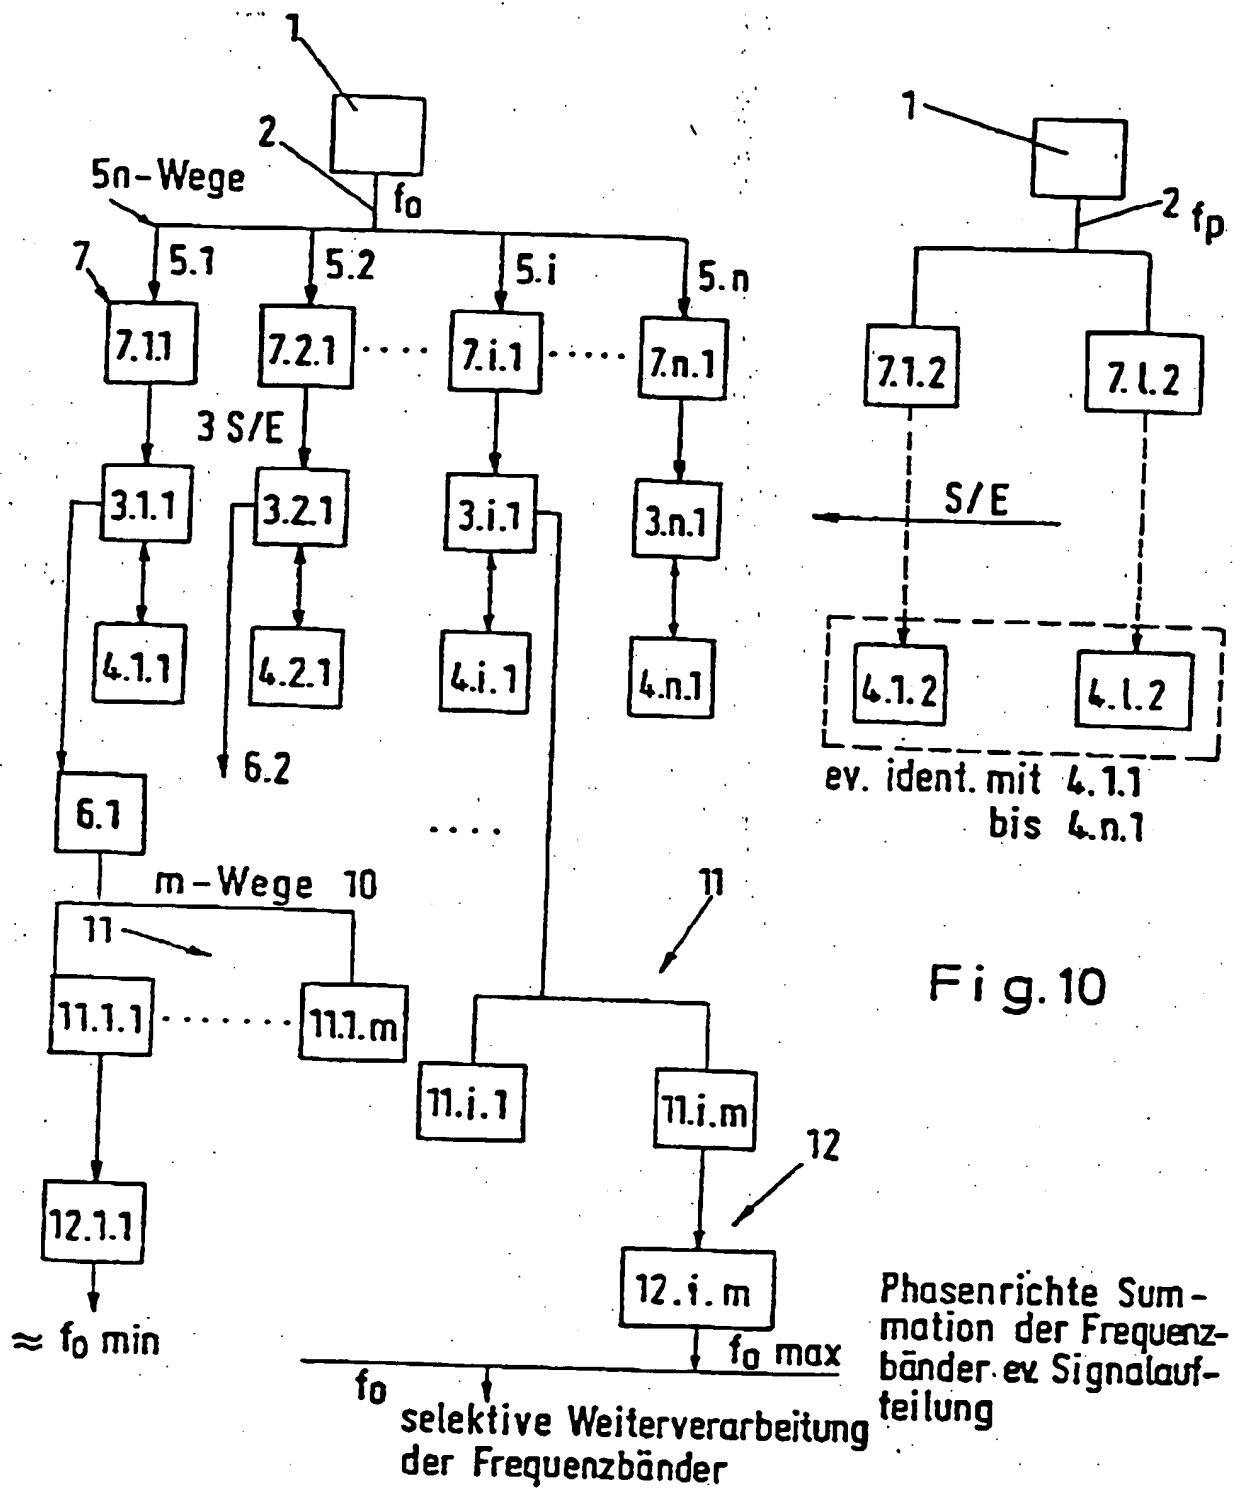 1
1
2
2 fp
5n-Wege
fo
7
5.1
5.2
5.i
5.n
7.1.1
7.2.1
7.i.1
7.n.1
7.1.2
7.l.2
3 S/E
S/E
3.1.1
3.2.1
3.i.1
3.n.1
4.1.1
4.2.1
4.i.1
4.n.1
4.1.2
4.l.2
6.2
ev. ident. mit 4.1.1
bis 4.n.1
6.1
m-Wege 10
11
11
Fig.10
11.1.1
11.1.m
11.i.1
11.i.m
12
12.1.1
12.i.m
≈ fo min
fo max
fo
Phasenrichte Sum-
mation der Frequenz-
bänder ev. Signalauf-
teilung
selektive Weiterverarbeitung
der Frequenzbänder